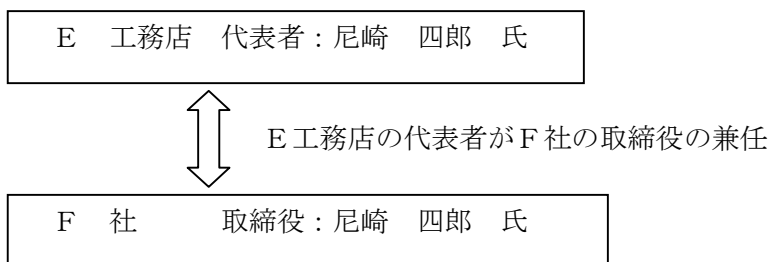 Ｅ　工務店　代表者：尼崎　四郎　氏
Ｅ工務店の代表者がＦ社の取締役の兼任
Ｆ　社　　　取締役：尼崎　四郎　氏